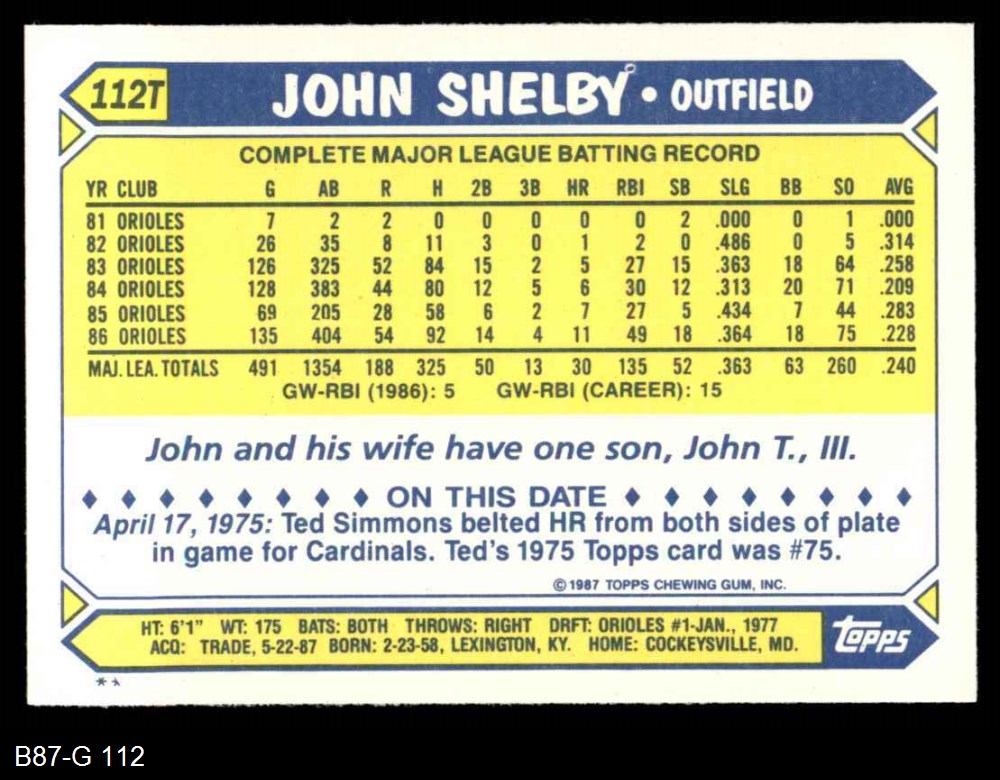 112T JOHN SHELBY • OUTFIELD
COMPLETE MAJOR LEAGUE BATTING RECORD
YR CLUB G AB R H 2B 3B HR RBI SB SLG BB SO AVG
81 ORIOLES 7 2 2 0 0 0 0 0 2 .000 0 1 .000
82 ORIOLES 26 35 8 11 3 0 1 2 0 .486 0 5 .314
83 ORIOLES 126 325 52 84 15 2 5 27 15 .363 18 64 .258
84 ORIOLES 128 383 44 80 12 5 6 30 12 .313 20 71 .209
85 ORIOLES 69 205 28 58 6 2 7 27 5 .434 7 44 .283
86 ORIOLES 135 404 54 92 14 4 11 49 18 .364 18 75 .228
MAJ. LEA. TOTALS 491 1354 188 325 50 13 30 135 52 .363 63 260 .240
GW-RBI (1986): 5 GW-RBI (CAREER): 15
John and his wife have one son, John T., III.
♦ ♦ ♦ ♦ ♦ ♦ ♦ ♦ ON THIS DATE ♦ ♦ ♦ ♦ ♦ ♦ ♦ ♦
April 17, 1975: Ted Simmons belted HR from both sides of plate
in game for Cardinals. Ted's 1975 Topps card was #75.
© 1987 TOPPS CHEWING GUM, INC.
HT: 6'1" WT: 175 BATS: BOTH THROWS: RIGHT DRFT: ORIOLES #1-JAN., 1977
ACQ: TRADE, 5-22-87 BORN: 2-23-58, LEXINGTON, KY. HOME: COCKEYSVILLE, MD.
topps
**
B87-G 112